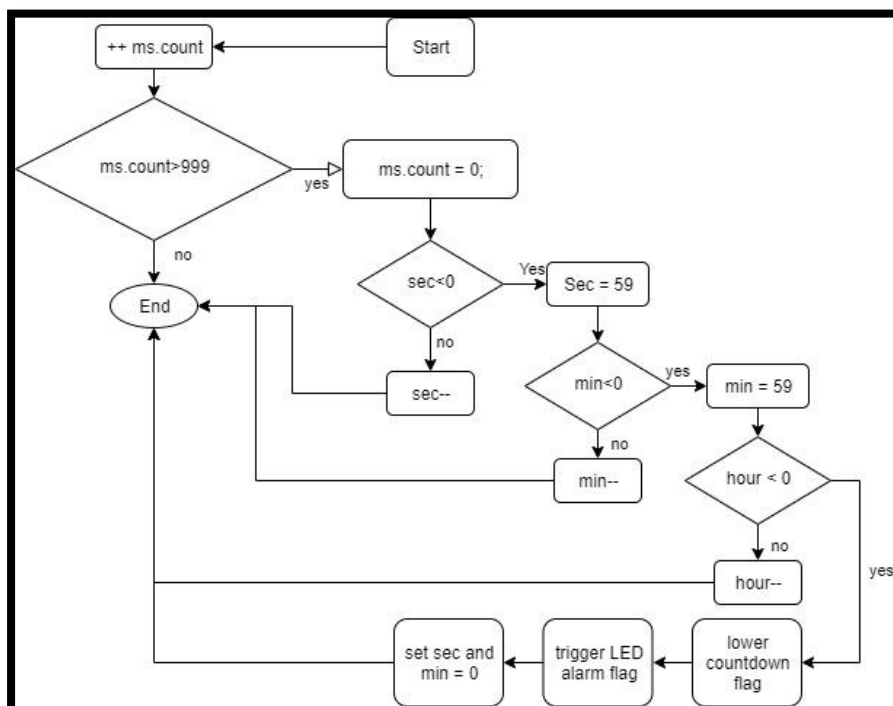 Start
++ ms.count
ms.count>999
yes
ms.count = 0;
no
End
sec<0
Yes
Sec = 59
no
sec--
min<0
yes
min = 59
no
min--
hour < 0
no
yes
hour--
lower
countdown
flag
trigger LED
alarm flag
set sec and
min = 0